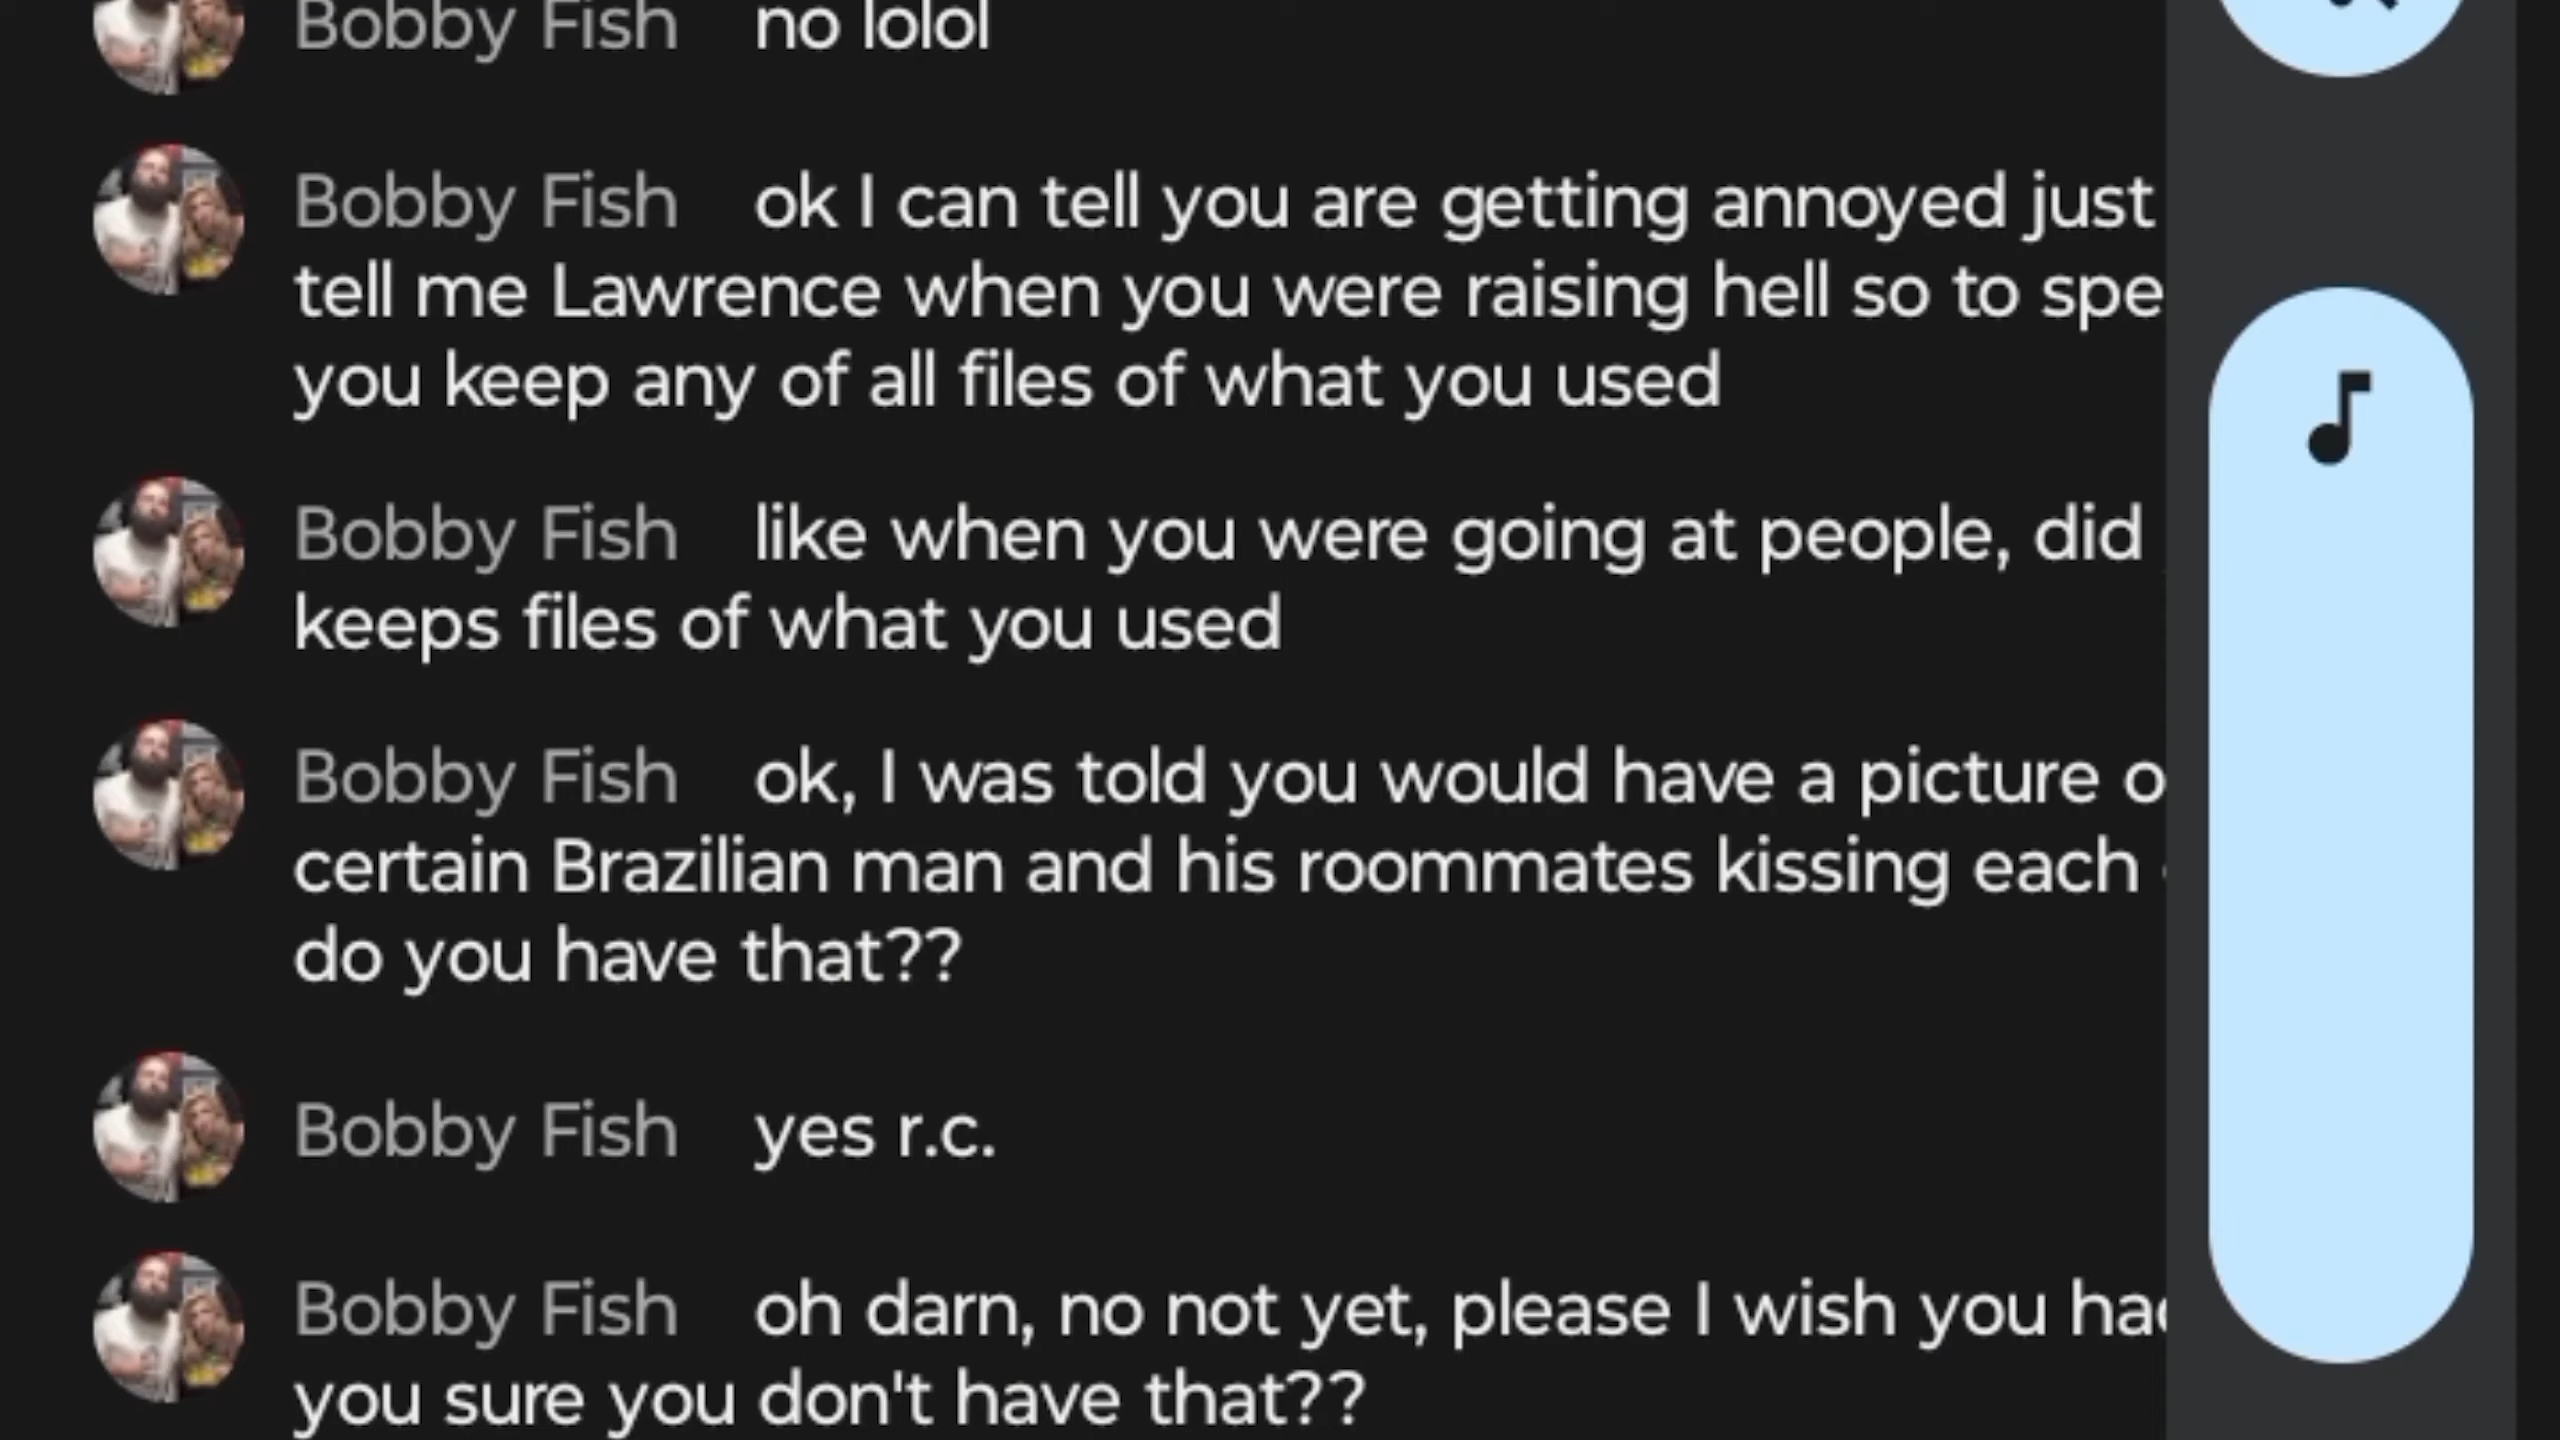 Bobby Fish no lolol
Bobby Fish ok I can tell you are getting annoyed just
tell me Lawrence when you were raising hell so to spe
you keep any of all files of what you used
Bobby Fish like when you were going at people, did
keeps files of what you used
Bobby Fish ok, I was told you would have a picture o
certain Brazilian man and his roommates kissing each
do you have that??
Bobby Fish yes r.c.
Bobby Fish oh darn, no not yet, please I wish you had
you sure you don't have that??